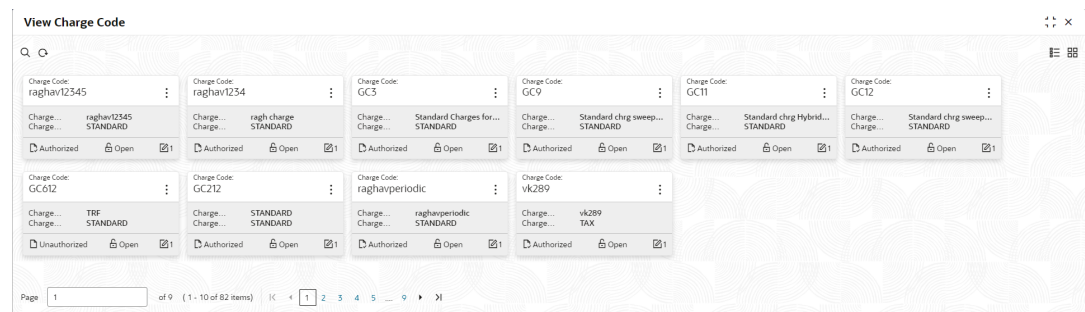 View Charge Code
Charge Code:
raghav12345
Charge... raghav12345
Charge... STANDARD
Authorized Open 1
Charge Code:
raghav1234
Charge... ragh charge
Charge... STANDARD
Authorized Open 1
Charge Code:
GC3
Charge... Standard Charges for...
Charge... STANDARD
Authorized Open 1
Charge Code:
GC9
Charge... Standard chrg sweep...
Charge... STANDARD
Authorized Open 1
Charge Code:
GC11
Charge... Standard chrg Hybrid...
Charge... STANDARD
Authorized Open 1
Charge Code:
GC12
Charge... Standard chrg sweep...
Charge... STANDARD
Authorized Open 1
Charge Code:
GC612
Charge... TRF
Charge... STANDARD
Unauthorized Open 1
Charge Code:
GC212
Charge... STANDARD
Charge... STANDARD
Authorized Open 1
Charge Code:
raghavperiodic
Charge... raghavperiodic
Charge... STANDARD
Authorized Open 1
Charge Code:
vk289
Charge... vk289
Charge... TAX
Authorized Open 1
Page 1 of 9 (1 - 10 of 82 items) 1 2 3 4 5 ... 9